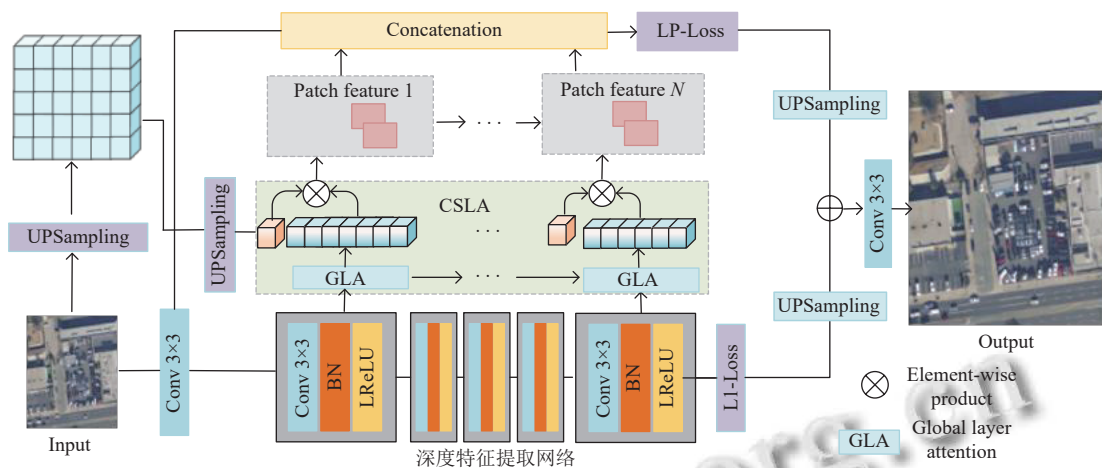 Concatenation
LP-Loss
Patch feature 1
. . .
Patch feature N
UPSampling
UPSampling
UPSampling
CSLA
. . .
GLA
. . .
GLA
Conv 3×3
Output
UPSampling
Input
Conv 3×3
Conv 3×3
BN
LReLU
Conv 3×3
BN
LReLU
L1-Loss
深度特征提取网络
Element-wise
product
GLA
Global layer
attention
org.cn